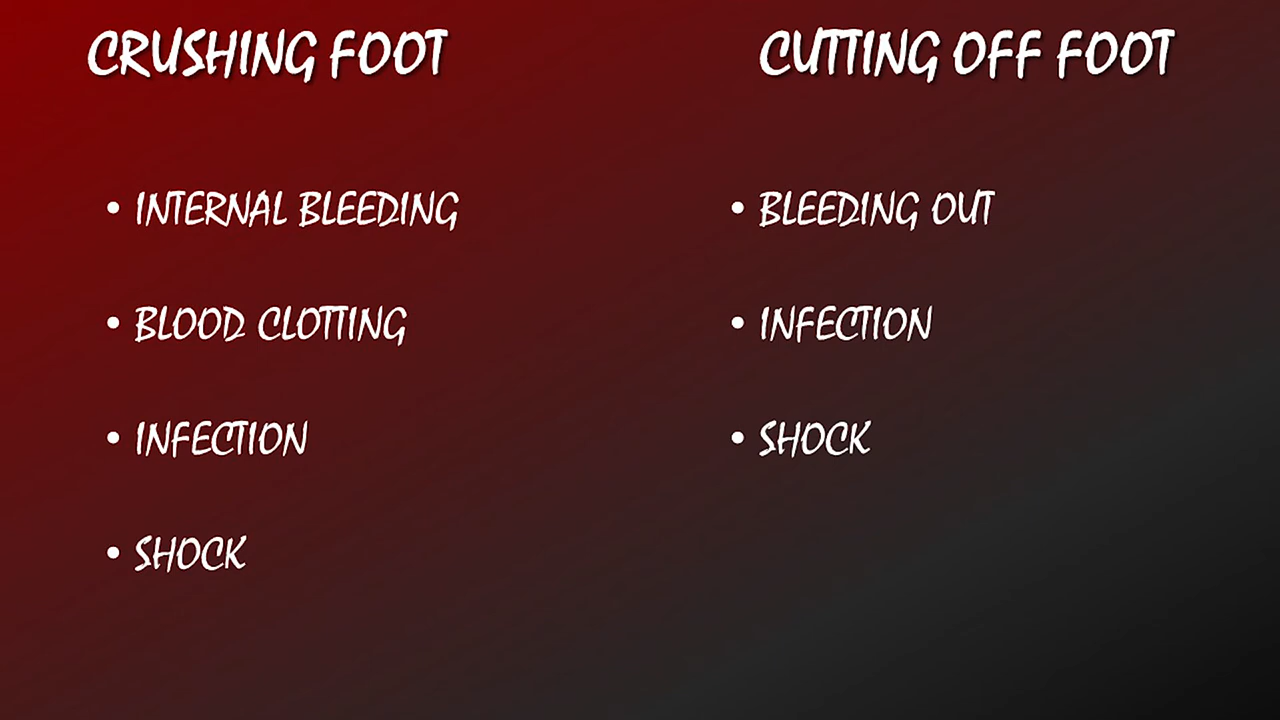 CRUSHING FOOT
• INTERNAL BLEEDING
• BLOOD CLOTTING
• INFECTION
• SHOCK
CUTTING OFF FOOT
• BLEEDING OUT
• INFECTION
• SHOCK